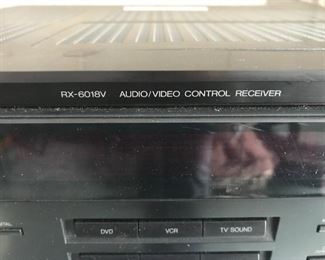 RX-6018V AUDIO/VIDEO CONTROL RECEIVER
DVD VCR TV SOUND